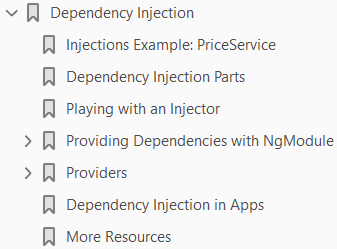 Dependency Injection
Injections Example: PriceService
Dependency Injection Parts
Playing with an Injector
Providing Dependencies with NgModule
Providers
Dependency Injection in Apps
More Resources